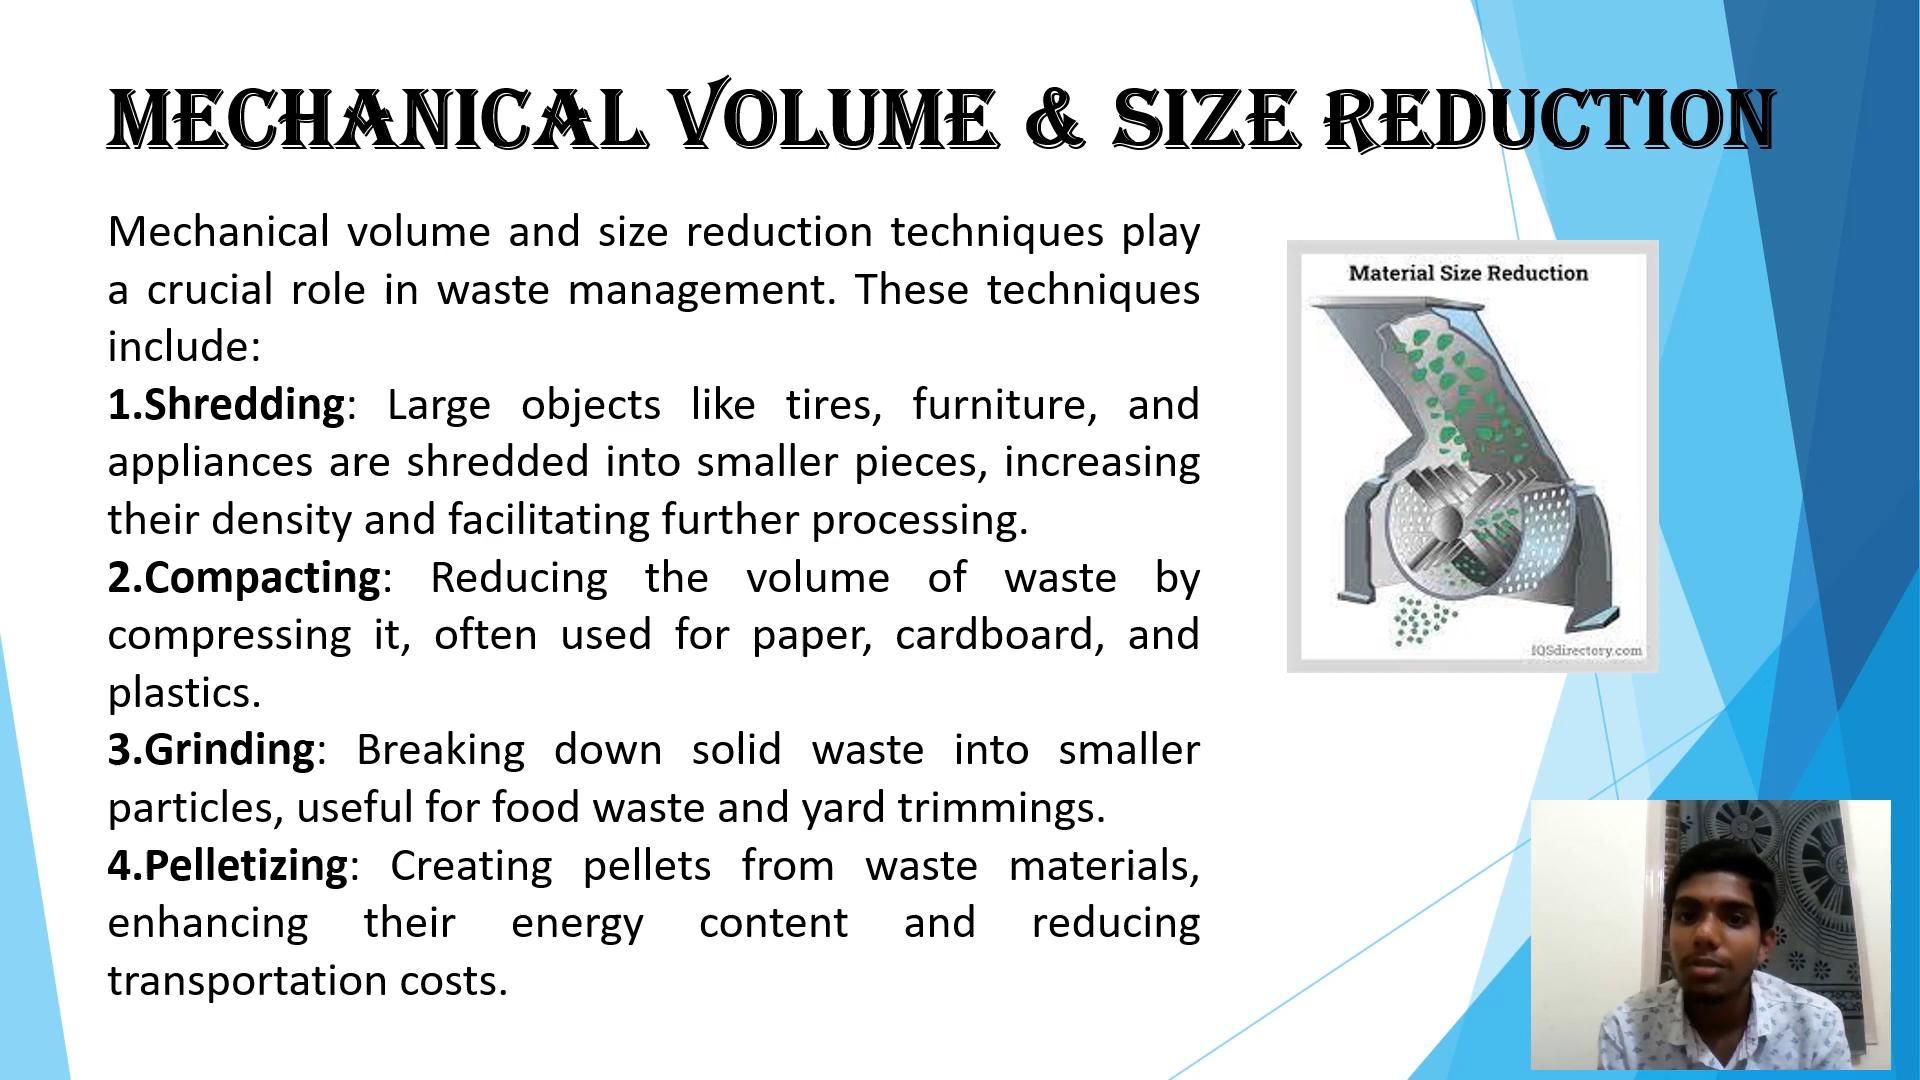 MECHANICAL VOLUME & SIZE REDUCTION
Mechanical volume and size reduction techniques play
a crucial role in waste management. These techniques
include:
1.Shredding: Large objects like tires, furniture, and
appliances are shredded into smaller pieces, increasing
their density and facilitating further processing.
2.Compacting: Reducing the volume of waste by
compressing it, often used for paper, cardboard, and
plastics.
3.Grinding: Breaking down solid waste into smaller
particles, useful for food waste and yard trimmings.
4.Pelletizing: Creating pellets from waste materials,
enhancing their energy content and reducing
transportation costs.
Material Size Reduction
IQSdirectory.com